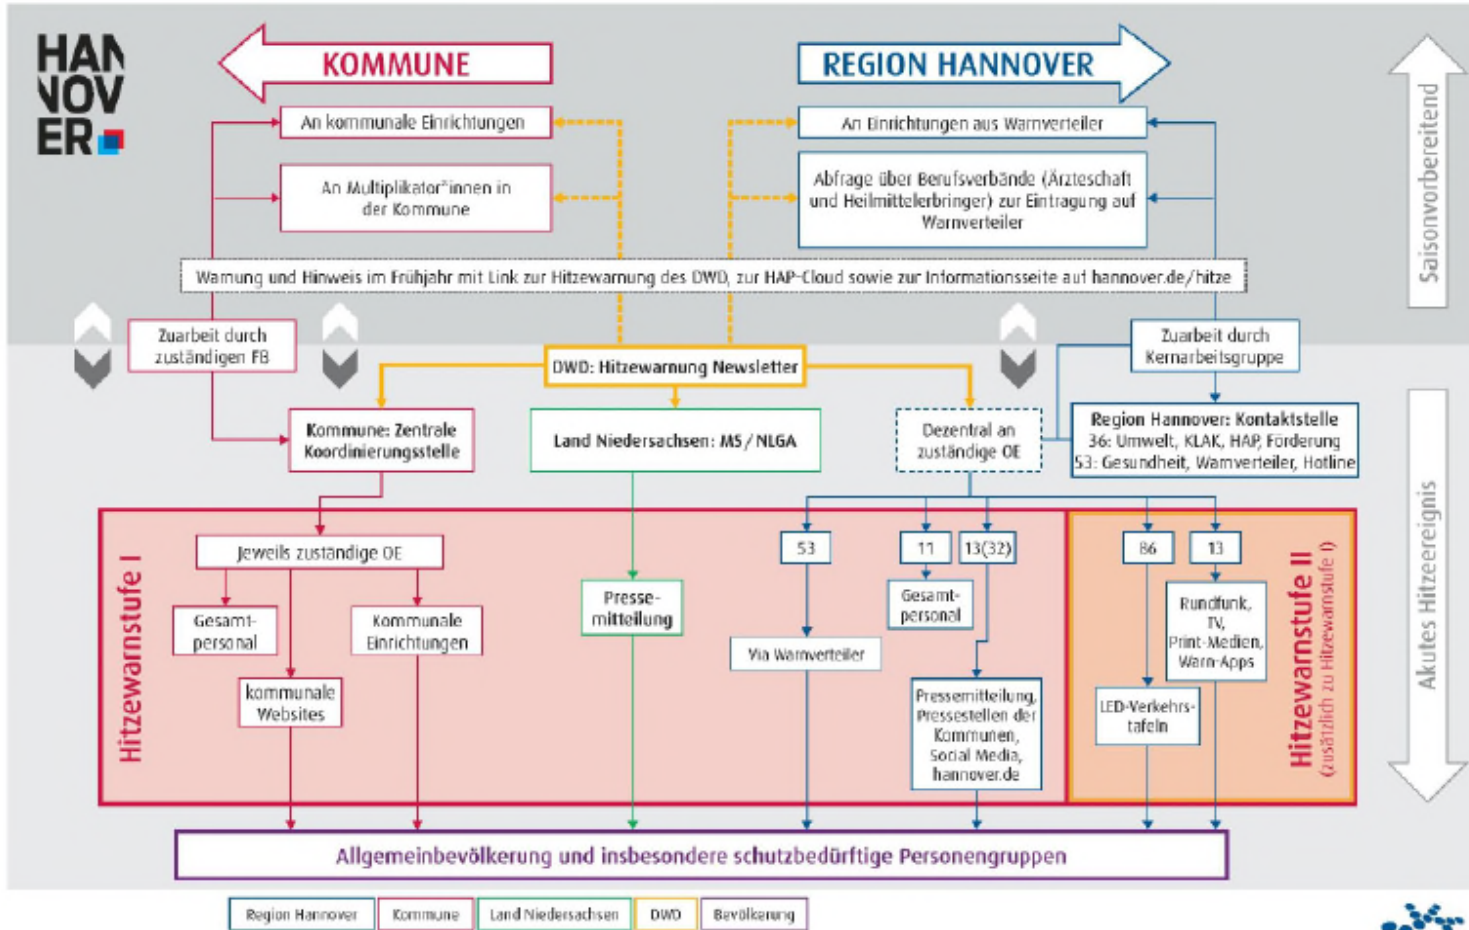 HAN
NOV
ER
KOMMUNE
REGION HANNOVER
An kommunale Einrichtungen
An Einrichtungen aus Warnverteiler
An Multiplikator*innen in
der Kommune
Abfrage über Berufsverbände (Ärzteschaft
und Heilmittelerbringer) zur Eintragung auf
Warnverteiler
Saisonvorbereitend
Warnung und Hinweis im Frühjahr mit Link zur Hitzewarnung des DWD, zur HAP-Cloud sowie zur Informationsseite auf hannover.de/hitze
Zuarbeit durch
zuständigen FB
Zuarbeit durch
Kernarbeitsgruppe
DWD: Hitzewarnung Newsletter
Kommune: Zentrale
Koordinierungsstelle
Land Niedersachsen: MS/NLGA
Dezentral an
zuständige OE
Region Hannover: Kontaktstelle
36: Umwelt, KLAK, HAP, Förderung
53: Gesundheit, Warnverteiler, Hotline
Akutes Hitzeereignis
Hitzewarnstufe I
Jeweils zuständige OE
Gesamt-
personal
Kommunale
Einrichtungen
kommunale
Websites
Presse-
mitteilung
53
11
13(32)
86
13
Via Warnverteiler
Gesamt-
personal
Pressemitteilung,
Pressestellen der
Kommunen,
Social Media,
hannover.de
LED-Verkehrs-
tafeln
Rundfunk,
TV,
Print-Medien,
Warn-Apps
Hitzewarnstufe II
(zusätzlich zu Hitzewarnstufe I)
Allgemeinbevölkerung und insbesondere schutzbedürftige Personengruppen
Region Hannover
Kommune
Land Niedersachsen
DWD
Bevölkerung